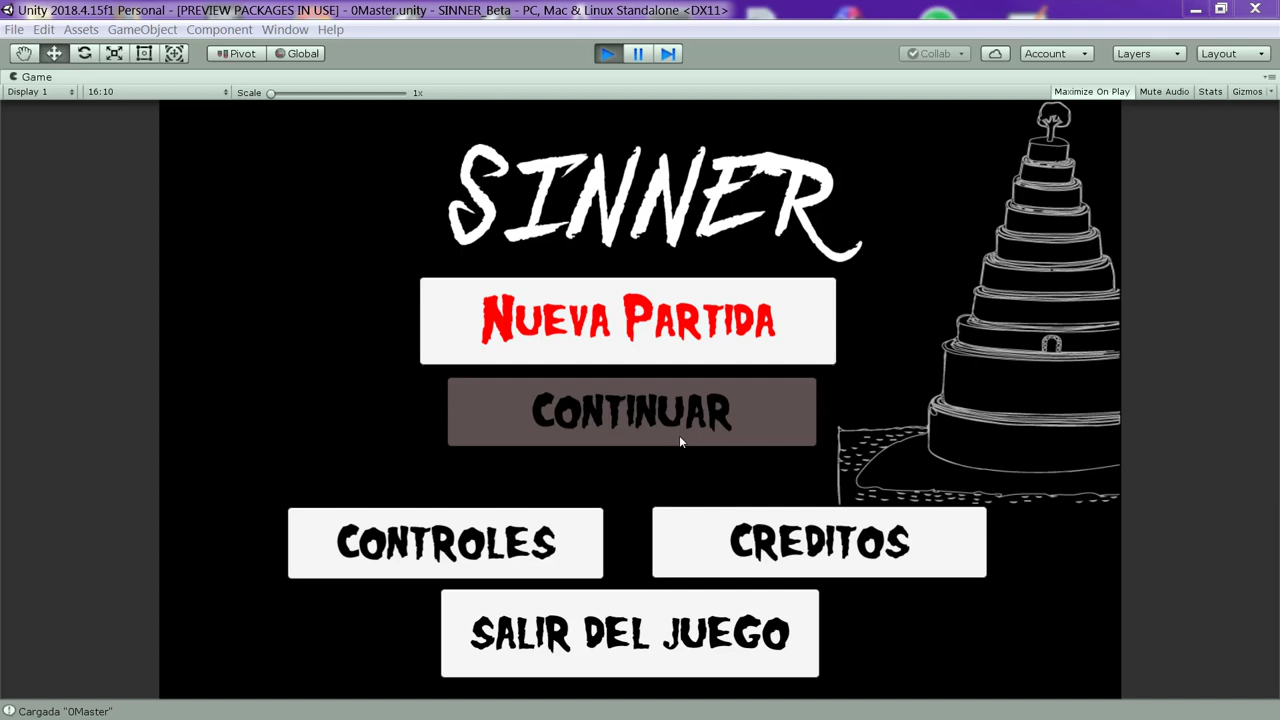 Unity 2018.4.15f1 Personal - [PREVIEW PACKAGES IN USE] - 0Master.unity - SINNER_Beta - PC, Mac & Linux Standalone <DX11>
File Edit Assets GameObject Component Window Help
Pivot Global Collab Account Layers Layout
Game
Display 1 16:10 Scale 1x Maximize On Play Mute Audio Stats Gizmos
SINNER
NUEVA PARTIDA
CONTINUAR
CONTROLES CREDITOS
SALIR DEL JUEGO
Cargada "0Master"